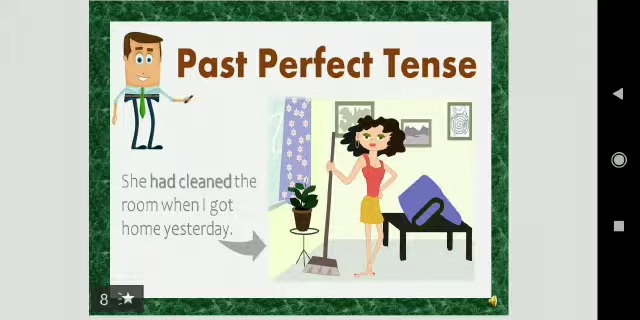 Past Perfect Tense
She had cleaned the
room when I got
home yesterday.
8